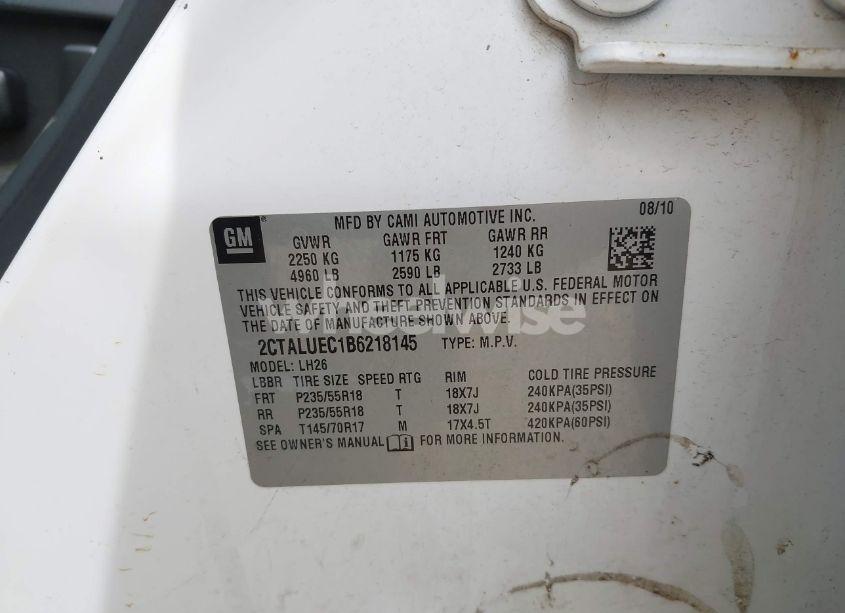 MFD BY CAMI AUTOMOTIVE INC. 08/10
GM
®
GVWR GAWR FRT GAWR RR
2250 KG 1175 KG 1240 KG
4960 LB 2590 LB 2733 LB
THIS VEHICLE CONFORMS TO ALL APPLICABLE U.S. FEDERAL MOTOR
VEHICLE SAFETY AND THEFT PREVENTION STANDARDS IN EFFECT ON
THE DATE OF MANUFACTURE SHOWN ABOVE.
wheelwise
2CTALUEC1B6218145 TYPE: M.P.V.
MODEL: LH26
LBBR TIRE SIZE SPEED RTG RIM COLD TIRE PRESSURE
FRT P235/55R18 T 18X7J 240KPA(35PSI)
RR P235/55R18 T 18X7J 240KPA(35PSI)
SPA T145/70R17 M 17X4.5T 420KPA(60PSI)
SEE OWNER'S MANUAL FOR MORE INFORMATION.